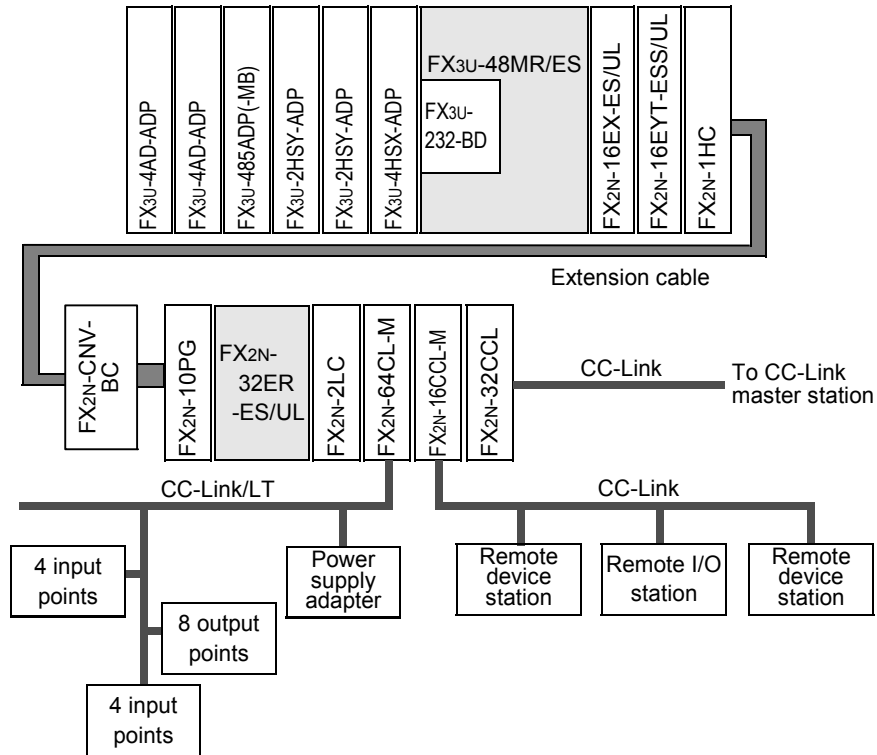 FX3U-4AD-ADP
FX3U-4AD-ADP
FX3U-485ADP(-MB)
FX3U-2HSY-ADP
FX3U-2HSY-ADP
FX3U-4HSX-ADP
FX3U-48MR/ES
FX3U-
232-BD
FX2N-16EX-ES/UL
FX2N-16EYT-ESS/UL
FX2N-1HC
Extension cable
FX2N-CNV-
BC
FX2N-10PG
FX2N-
32ER
-ES/UL
FX2N-2LC
FX2N-64CL-M
FX2N-16CCL-M
FX2N-32CCL
CC-Link
To CC-Link
master station
CC-Link/LT
CC-Link
4 input
points
8 output
points
4 input
points
Power
supply
adapter
Remote
device
station
Remote I/O
station
Remote
device
station